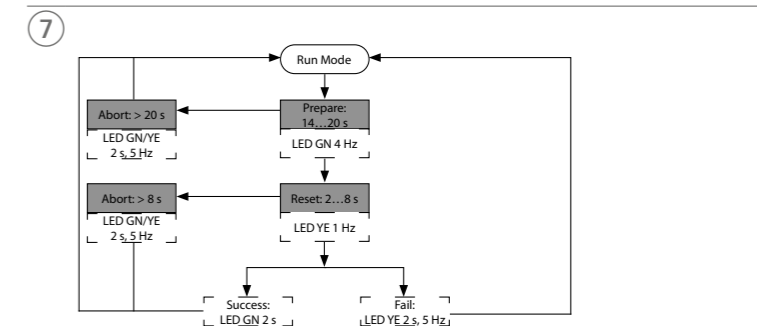 7
Run Mode
Abort: > 20 s
Prepare:
14…20 s
LED GN/YE
2 s, 5 Hz
LED GN 4 Hz
Abort: > 8 s
Reset: 2…8 s
LED GN/YE
2 s, 5 Hz
LED YE 1 Hz
Success:
LED GN 2 s
Fail:
LED YE 2 s, 5 Hz